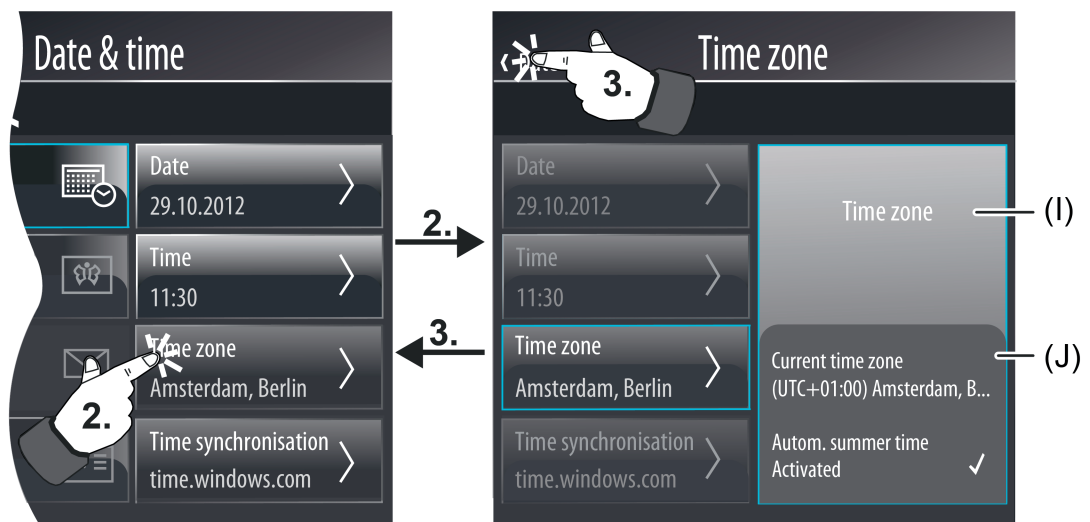 Date & time
Date
29.10.2012
Time
11:30
Time zone
Amsterdam, Berlin
2.
Time synchronisation
time.windows.com
2.
3.
Time zone
3.
Date
29.10.2012
Time
11:30
Time zone
Amsterdam, Berlin
Time synchronisation
time.windows.com
Time zone
(I)
Current time zone
(UTC+01:00) Amsterdam, B...
(J)
Autom. summer time
Activated